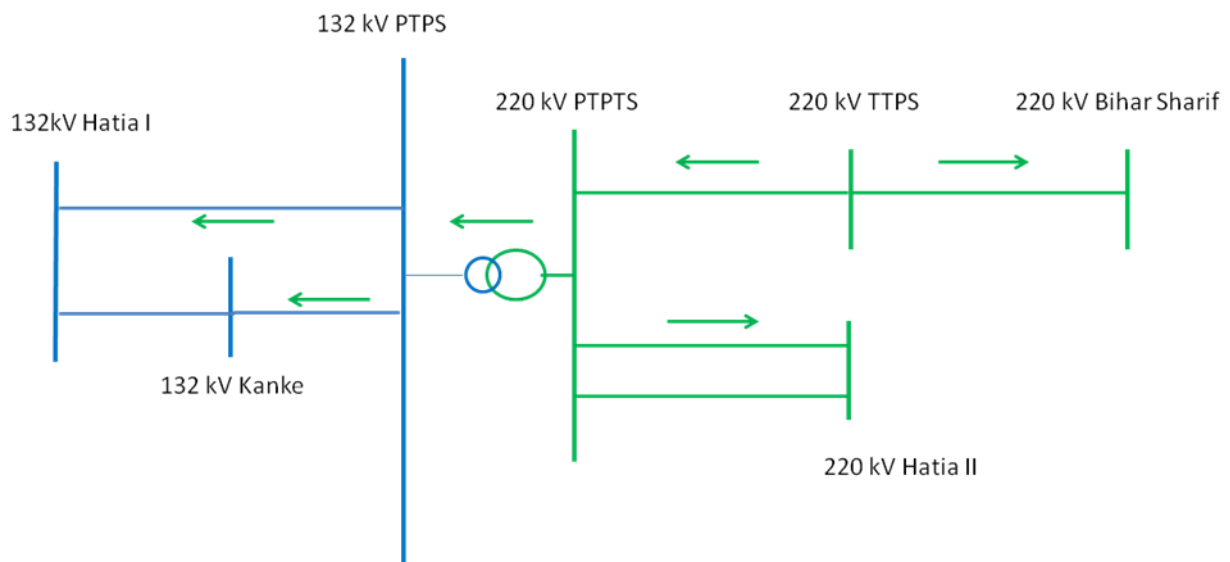 132 kV PTPS
220 kV PTPTS
220 kV TTPS
220 kV Bihar Sharif
132kV Hatia I
132 kV Kanke
220 kV Hatia II